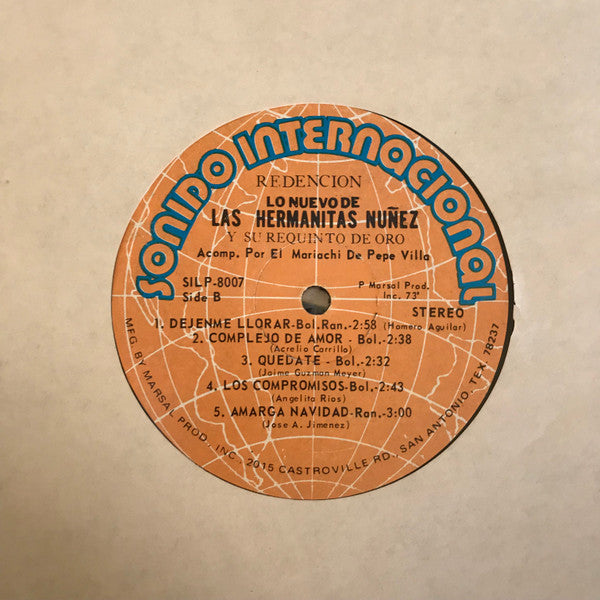 SONIDO INTERNACIONAL
REDENCION
LO NUEVO DE
LAS HERMANITAS NUÑEZ
Y SU REQUINTO DE ORO
Acomp. Por El Mariachi De Pepe Villa
SILP-8007
Side B
P Marsal Prod.
Inc. 73'
STEREO
1. DEJENME LLORAR-Bol.Ran.-2:58 (Homero Aguilar)
2. COMPLEJO DE AMOR - Bol.-2:38
(Acrelio Carrillo)
3. QUEDATE - Bol.-2:32
(Jaime Guzman Meyer)
4. LOS COMPROMISOS-Bol.-2:43
(Angelita Rios)
5. AMARGA NAVIDAD-Ran.-3:00
(Jose A. Jimenez)
MFG. BY MARSAL PROD., INC., 2015 CASTROVILLE RD., SAN ANTONIO, TEX. 78237